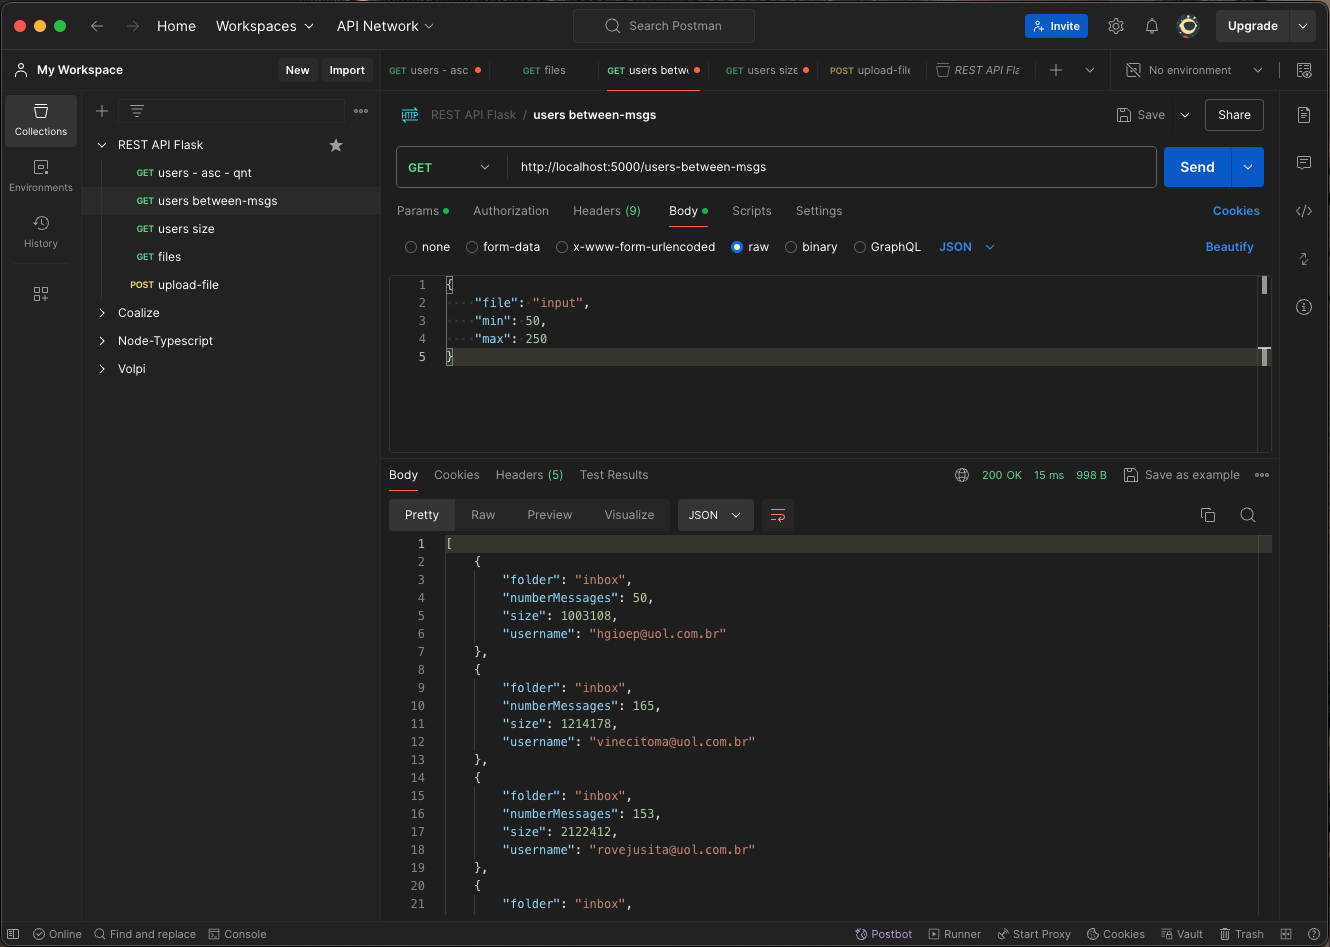 Home
Workspaces
API Network
Search Postman
Invite
Upgrade
My Workspace
New
Import
GET users - asc
GET files
GET users betw
GET users size
POST upload-file
REST API Fla
No environment
Collections
Environments
History
REST API Flask
GET users - asc - qnt
GET users between-msgs
GET users size
GET files
POST upload-file
Coalize
Node-Typescript
Volpi
HTTP REST API Flask / users between-msgs
Save
Share
GET
http://localhost:5000/users-between-msgs
Send
Params
Authorization
Headers (9)
Body
Scripts
Settings
Cookies
none
form-data
x-www-form-urlencoded
raw
binary
GraphQL
JSON
Beautify
1 {
2 "file": "input",
3 "min": 50,
4 "max": 250
5 }
Body
Cookies
Headers (5)
Test Results
200 OK
15 ms
998 B
Save as example
Pretty
Raw
Preview
Visualize
JSON
1 [
2 {
3 "folder": "inbox",
4 "numberMessages": 50,
5 "size": 1003108,
6 "username": "hgioep@uol.com.br"
7 },
8 {
9 "folder": "inbox",
10 "numberMessages": 165,
11 "size": 1214178,
12 "username": "vinecitoma@uol.com.br"
13 },
14 {
15 "folder": "inbox",
16 "numberMessages": 153,
17 "size": 2122412,
18 "username": "rovejusita@uol.com.br"
19 },
20 {
21 "folder": "inbox",
Online
Find and replace
Console
Postbot
Runner
Start Proxy
Cookies
Vault
Trash